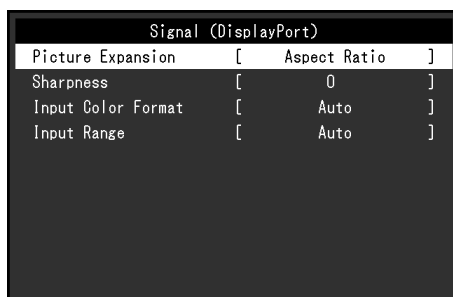 Signal (DisplayPort)
Picture Expansion [ Aspect Ratio ]
Sharpness [ 0 ]
Input Color Format [ Auto ]
Input Range [ Auto ]